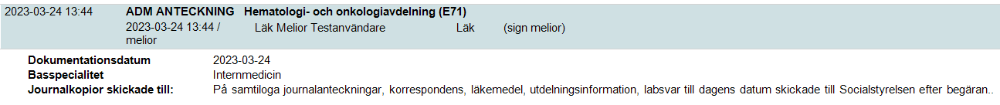 2023-03-24 13:44 ADM ANTECKNING Hematologi- och onkologiavdelning (E71)
2023-03-24 13:44 / Läk Melior Testanvändare Läk (sign melior)
melior
Dokumentationsdatum 2023-03-24
Basspecialitet Internmedicin
Journalkopior skickade till: På samtiloga journalanteckningar, korrespondens, läkemedel, utdelningsinformation, labsvar till dagens datum skickade till Socialstyrelsen efter begäran..